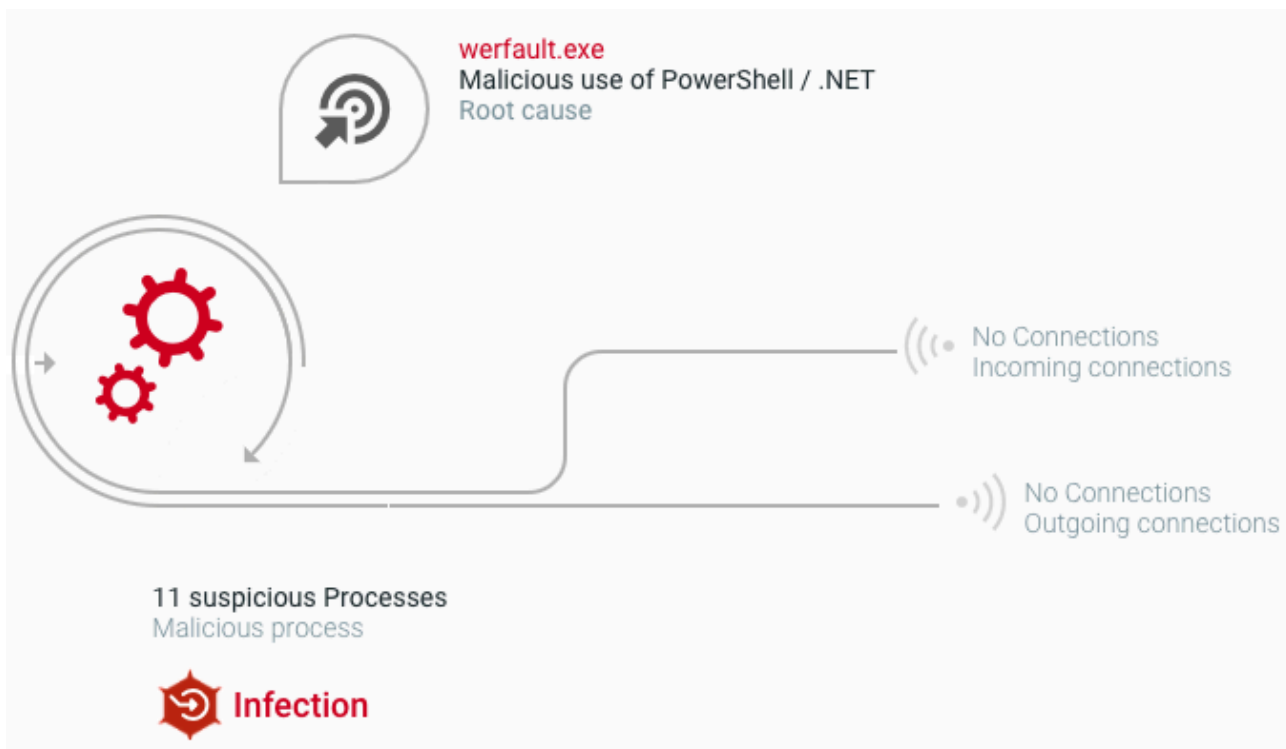 werfault.exe
Malicious use of PowerShell / .NET
Root cause
No Connections
Incoming connections
No Connections
Outgoing connections
11 suspicious Processes
Malicious process
Infection